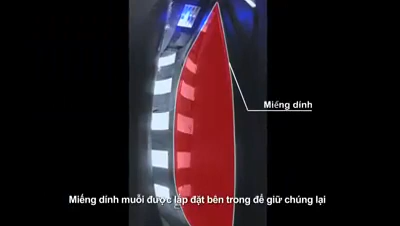 Miếng dính
Miếng dính muỗi được lắp đặt bên trong để giữ chúng lại